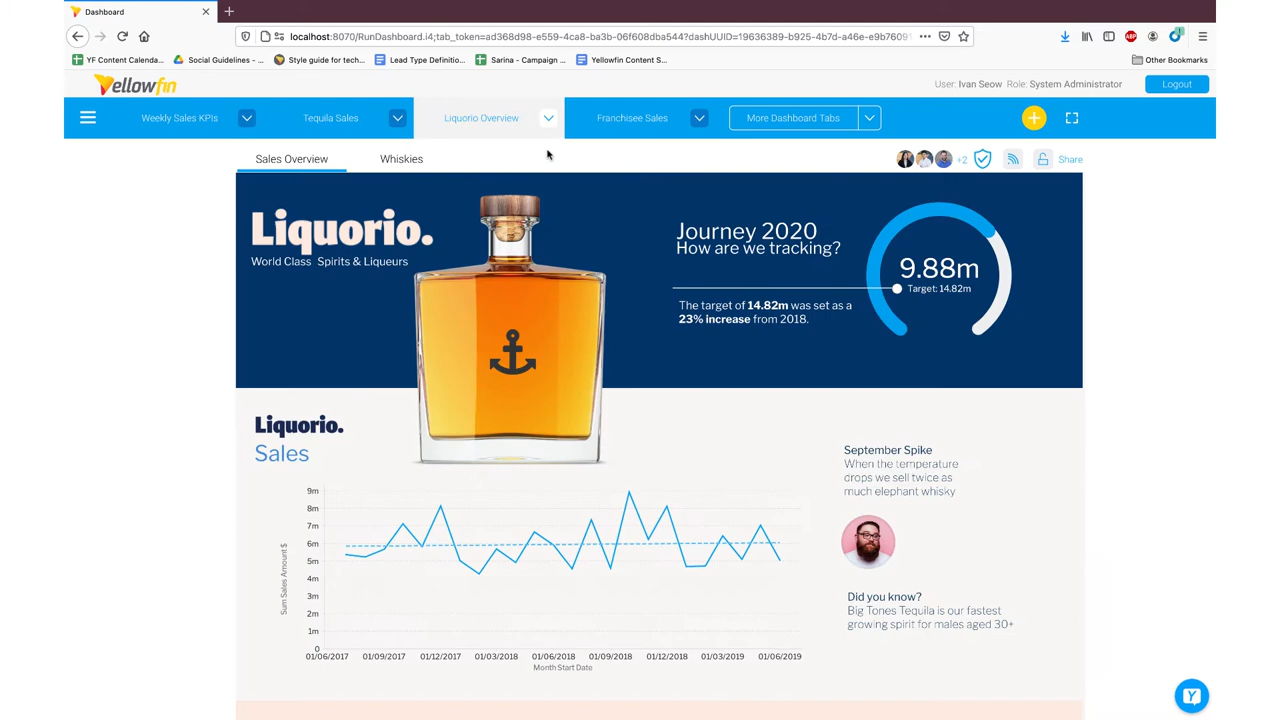 Dashboard
localhost:8070/RunDashboard.i4;tab_token=ad368d98-e559-4ca8-ba3b-06f608dba544?dashUUID=19636389-b925-4b7d-a46e-e9b76091
YF Content Calenda...
Social Guidelines - ...
Style guide for tech...
Lead Type Definitio...
Sarina - Campaign ...
Yellowfin Content S...
Other Bookmarks
Yellowfin
User: Ivan Seow Role: System Administrator
Logout
Weekly Sales KPIs
Tequila Sales
Liquorio Overview
Franchisee Sales
More Dashboard Tabs
Sales Overview
Whiskies
+2
Share
Liquorio.
World Class Spirits & Liqueurs
Journey 2020
How are we tracking?
The target of 14.82m was set as a
23% increase from 2018.
9.88m
Target: 14.82m
Liquorio.
Sales
Sum Sales Amount $
9m
8m
7m
6m
5m
4m
3m
2m
1m
0
01/06/2017 01/09/2017 01/12/2017 01/03/2018 01/06/2018 01/09/2018 01/12/2018 01/03/2019 01/06/2019
Month Start Date
September Spike
When the temperature
drops we sell twice as
much elephant whisky
Did you know?
Big Tones Tequila is our fastest
growing spirit for males aged 30+